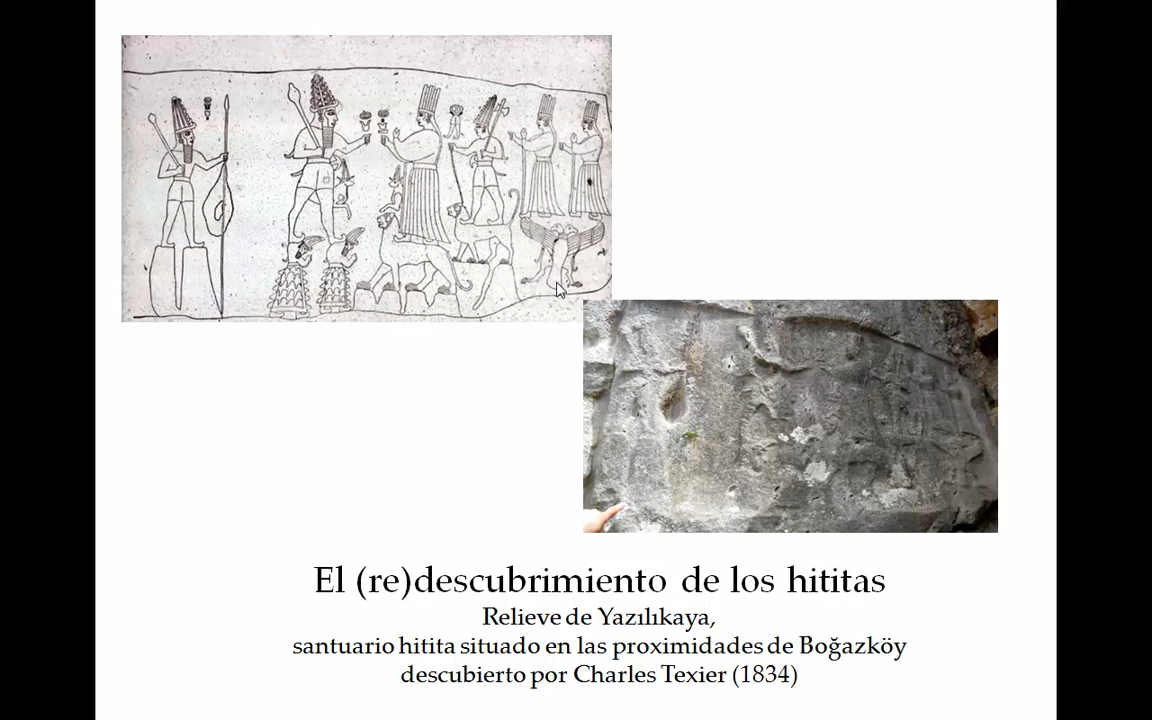 El (re)descubrimiento de los hititas
Relieve de Yazılıkaya,
santuario hitita situado en las proximidades de Boğazköy
descubierto por Charles Texier (1834)